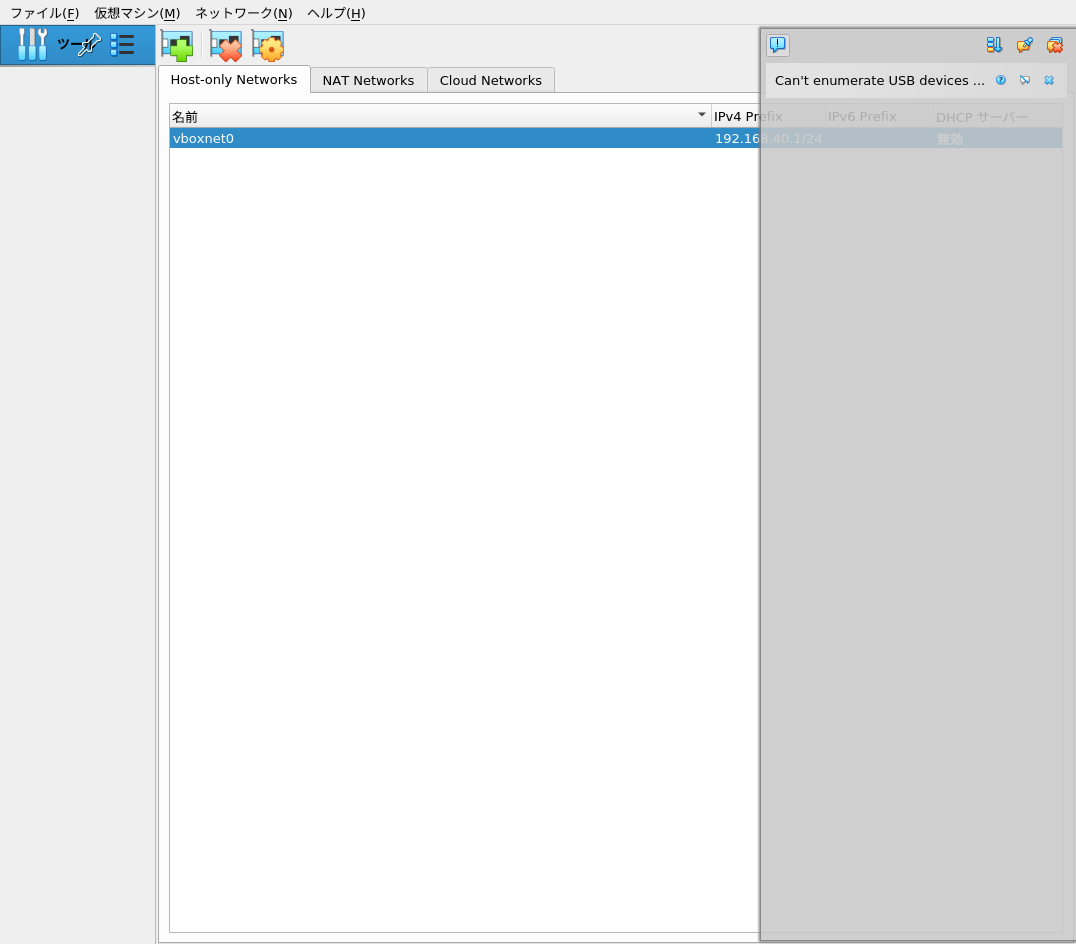 ファイル(F) 仮想マシン(M) ネットワーク(N) ヘルプ(H)
ツール
Host-only Networks NAT Networks Cloud Networks
Can't enumerate USB devices ...
名前 IPv4 Prefix IPv6 Prefix DHCP サーバー
vboxnet0 192.168.40.1/24 無効